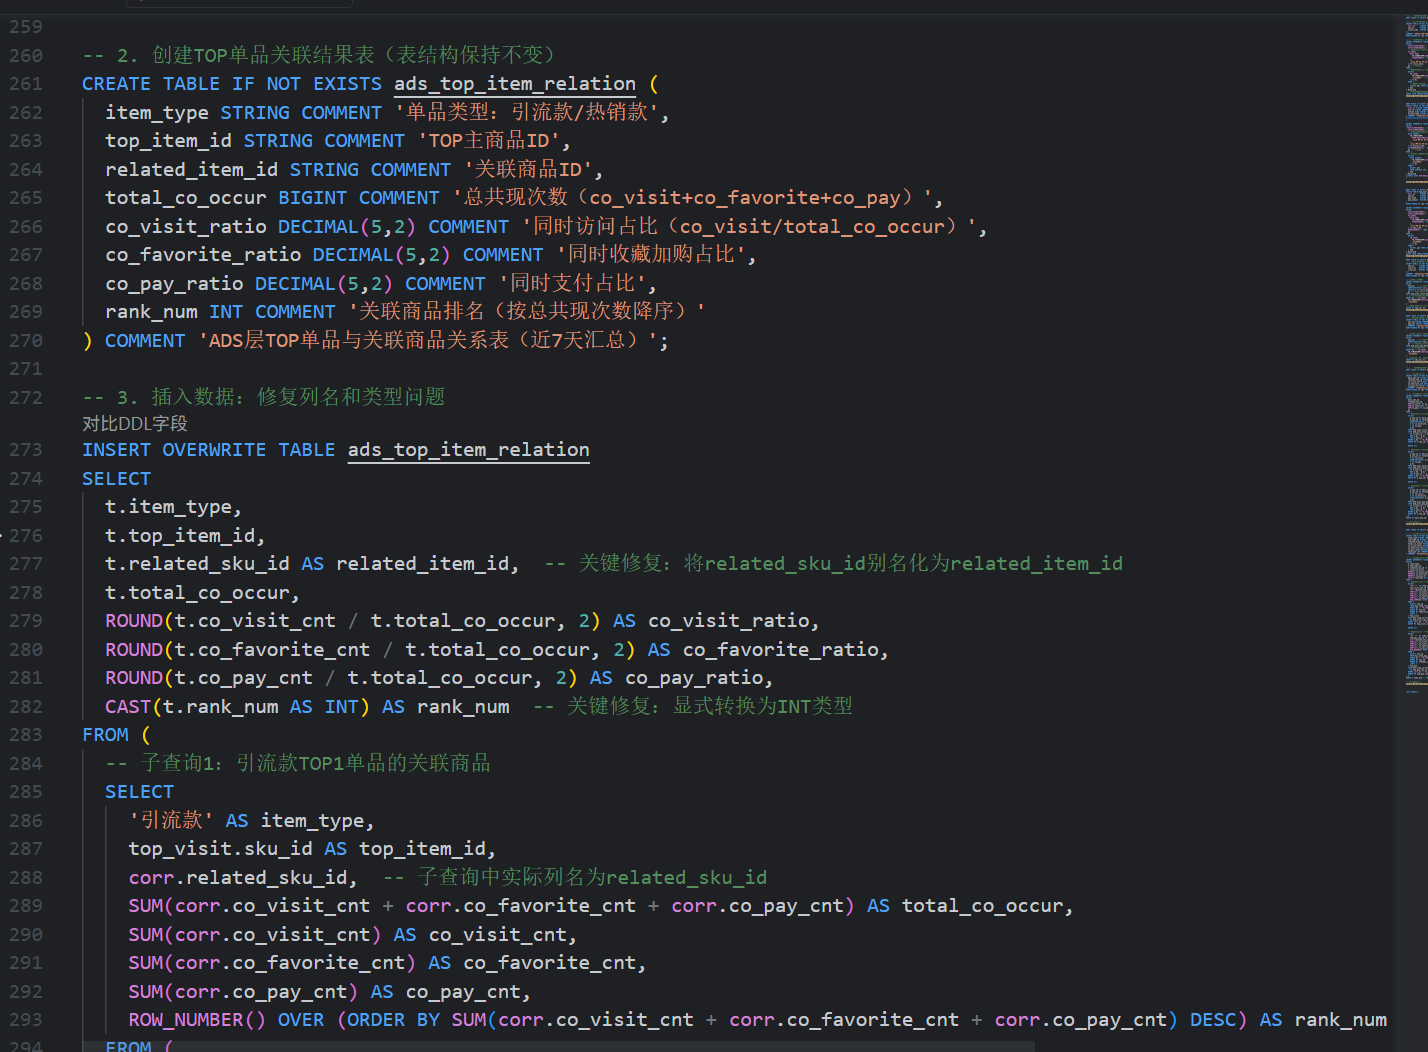 259
260 -- 2. 创建TOP单品关联结果表（表结构保持不变）
261 CREATE TABLE IF NOT EXISTS ads_top_item_relation (
262 item_type STRING COMMENT '单品类型：引流款/热销款',
263 top_item_id STRING COMMENT 'TOP主商品ID',
264 related_item_id STRING COMMENT '关联商品ID',
265 total_co_occur BIGINT COMMENT '总共现次数（co_visit+co_favorite+co_pay）',
266 co_visit_ratio DECIMAL(5,2) COMMENT '同时访问占比（co_visit/total_co_occur）',
267 co_favorite_ratio DECIMAL(5,2) COMMENT '同时收藏加购占比',
268 co_pay_ratio DECIMAL(5,2) COMMENT '同时支付占比',
269 rank_num INT COMMENT '关联商品排名（按总共现次数降序）'
270 ) COMMENT 'ADS层TOP单品与关联商品关系表（近7天汇总）';
271
272 -- 3. 插入数据：修复列名和类型问题
对比DDL字段
273 INSERT OVERWRITE TABLE ads_top_item_relation
274 SELECT
275 t.item_type,
276 t.top_item_id,
277 t.related_sku_id AS related_item_id, -- 关键修复：将related_sku_id别名化为related_item_id
278 t.total_co_occur,
279 ROUND(t.co_visit_cnt / t.total_co_occur, 2) AS co_visit_ratio,
280 ROUND(t.co_favorite_cnt / t.total_co_occur, 2) AS co_favorite_ratio,
281 ROUND(t.co_pay_cnt / t.total_co_occur, 2) AS co_pay_ratio,
282 CAST(t.rank_num AS INT) AS rank_num -- 关键修复：显式转换为INT类型
283 FROM (
284 -- 子查询1：引流款TOP1单品的关联商品
285 SELECT
286 '引流款' AS item_type,
287 top_visit.sku_id AS top_item_id,
288 corr.related_sku_id, -- 子查询中实际列名为related_sku_id
289 SUM(corr.co_visit_cnt + corr.co_favorite_cnt + corr.co_pay_cnt) AS total_co_occur,
290 SUM(corr.co_visit_cnt) AS co_visit_cnt,
291 SUM(corr.co_favorite_cnt) AS co_favorite_cnt,
292 SUM(corr.co_pay_cnt) AS co_pay_cnt,
293 ROW_NUMBER() OVER (ORDER BY SUM(corr.co_visit_cnt + corr.co_favorite_cnt + corr.co_pay_cnt) DESC) AS rank_num
294 FROM (